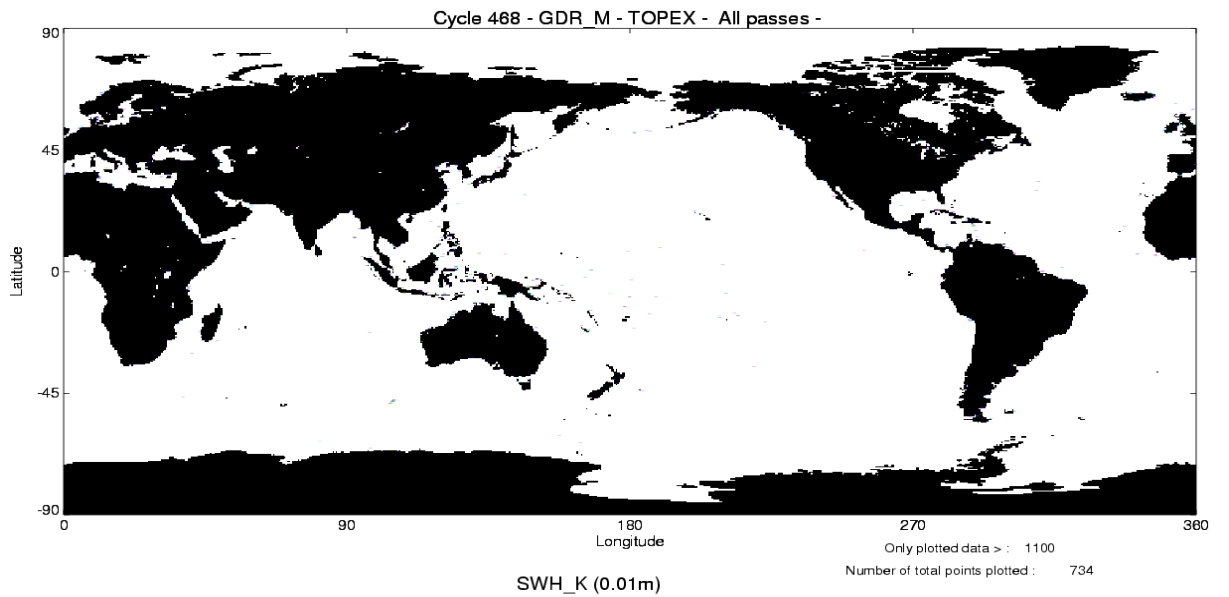 Cycle 468 - GDR_M - TOPEX - All passes -
90
45
0
-45
-90
Latitude
0 90 180 270 360
Longitude
Only plotted data > : 1100
Number of total points plotted : 734
SWH_K (0.01m)